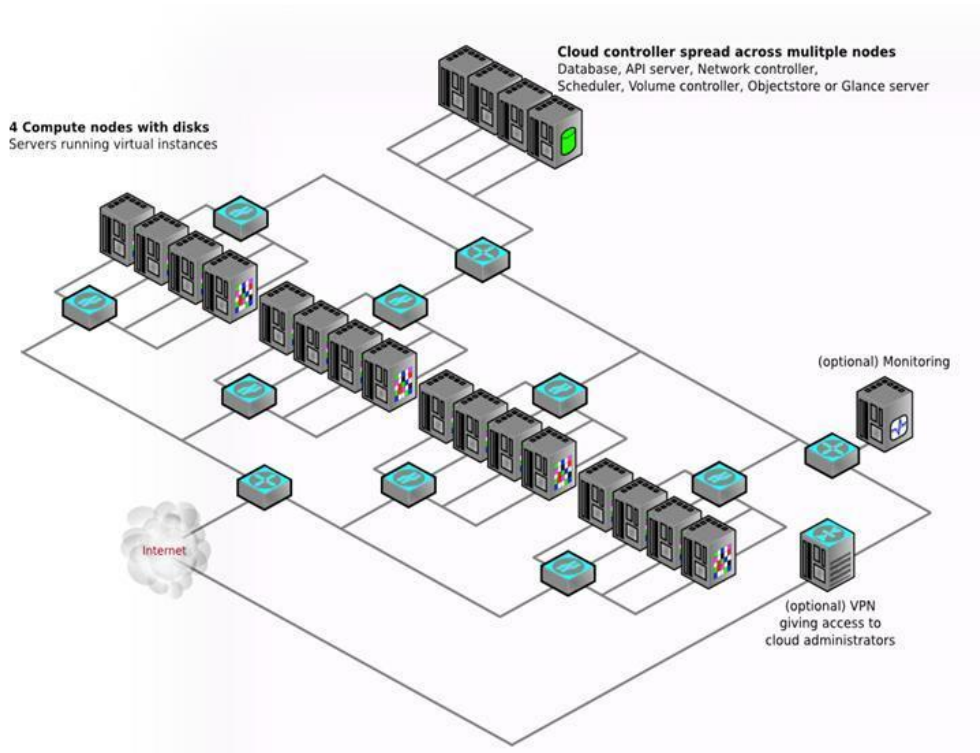 Cloud controller spread across mulitple nodes
Database, API server, Network controller,
Scheduler, Volume controller, Objectstore or Glance server
4 Compute nodes with disks
Servers running virtual instances
(optional) Monitoring
Internet
(optional) VPN
giving access to
cloud administrators